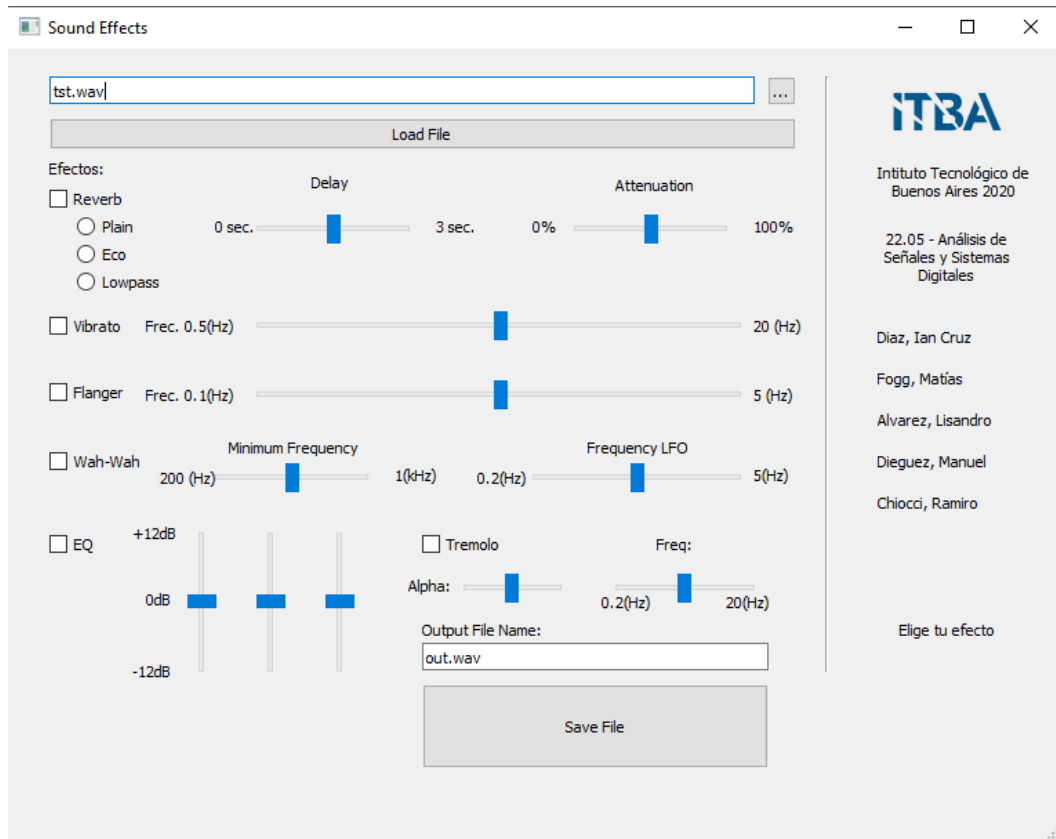 Sound Effects
tst.wav
...
Load File
Efectos:
Reverb
Delay
Attenuation
Plain
0 sec.
3 sec.
0%
100%
Eco
Lowpass
Vibrato
Frec. 0.5(Hz)
20 (Hz)
Flanger
Frec. 0.1(Hz)
5 (Hz)
Wah-Wah
Minimum Frequency
200 (Hz)
1(kHz)
Frequency LFO
0.2(Hz)
5(Hz)
EQ
+12dB
0dB
-12dB
Tremolo
Freq:
Alpha:
0.2(Hz)
20(Hz)
Output File Name:
out.wav
Save File
ITBA
Intituto Tecnológico de
Buenos Aires 2020
22.05 - Análisis de
Señales y Sistemas
Digitales
Diaz, Ian Cruz
Fogg, Matías
Alvarez, Lisandro
Dieguez, Manuel
Chiocci, Ramiro
Elige tu efecto